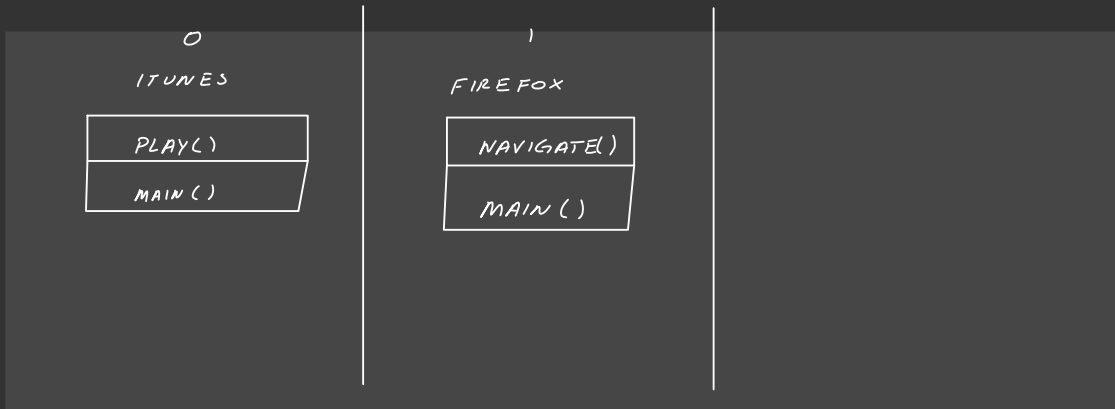 0
ITUNES
PLAY()
MAIN()
1
FIREFOX
NAVIGATE()
MAIN()